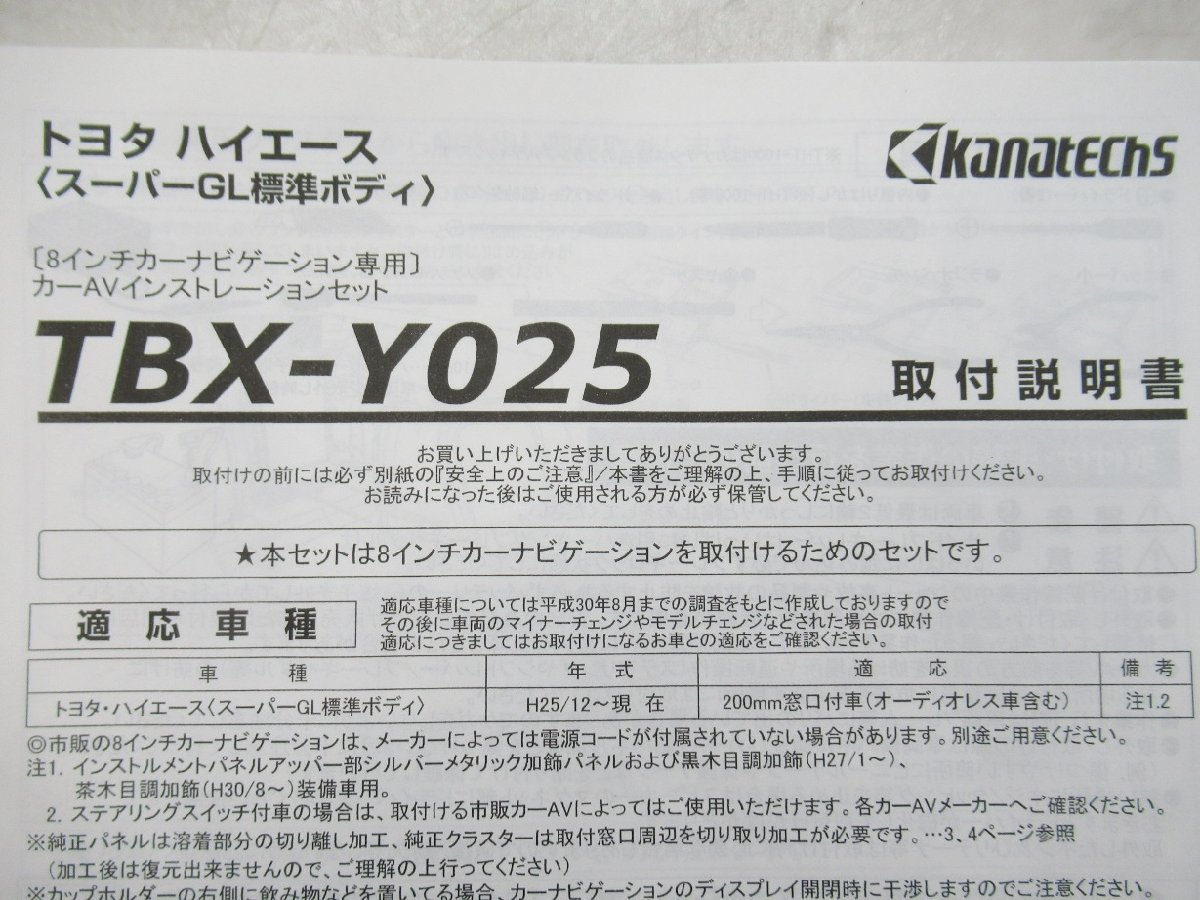 トヨタ ハイエース
〈スーパーGL標準ボディ〉
kanatechs
〔8インチカーナビゲーション専用〕
カーAVインストレーションセット
TBX-Y025
取付説明書
お買い上げいただきましてありがとうございます。
取付けの前には必ず別紙の『安全上のご注意』/本書をご理解の上、手順に従ってお取付けください。
お読みになった後はご使用される方が必ず保管してください。
★本セットは8インチカーナビゲーションを取付けるためのセットです。
適応車種
適応車種については平成30年8月までの調査をもとに作成しておりますので
その後に車両のマイナーチェンジやモデルチェンジなどされた場合の取付
適応につきましてはお取付けになるお車との適応をご確認ください。
車種 年式 適応 備考
トヨタ・ハイエース〈スーパーGL標準ボディ〉 H25/12～現在 200mm窓口付車(オーディオレス車含む) 注1.2
◎市販の8インチカーナビゲーションは、メーカーによっては電源コードが付属されていない場合があります。別途ご用意ください。
注1. インストルメントパネルアッパー部シルバーメタリック加飾パネルおよび黒木目調加飾(H27/1～)、
茶木目調加飾(H30/8～)装備車用。
2. ステアリングスイッチ付車の場合は、取付ける市販カーAVによってはご使用いただけます。各カーAVメーカーへご確認ください。
※純正パネルは溶着部分の切り離し加工、純正クラスターは取付窓口周辺を切り取り加工が必要です。…3、4ページ参照
(加工後は復元出来ませんので、ご理解の上行ってください)
※カップホルダーの右側に飲み物などを置いてる場合、カーナビゲーションのディスプレイ開閉時に干渉しますのでご注意ください。